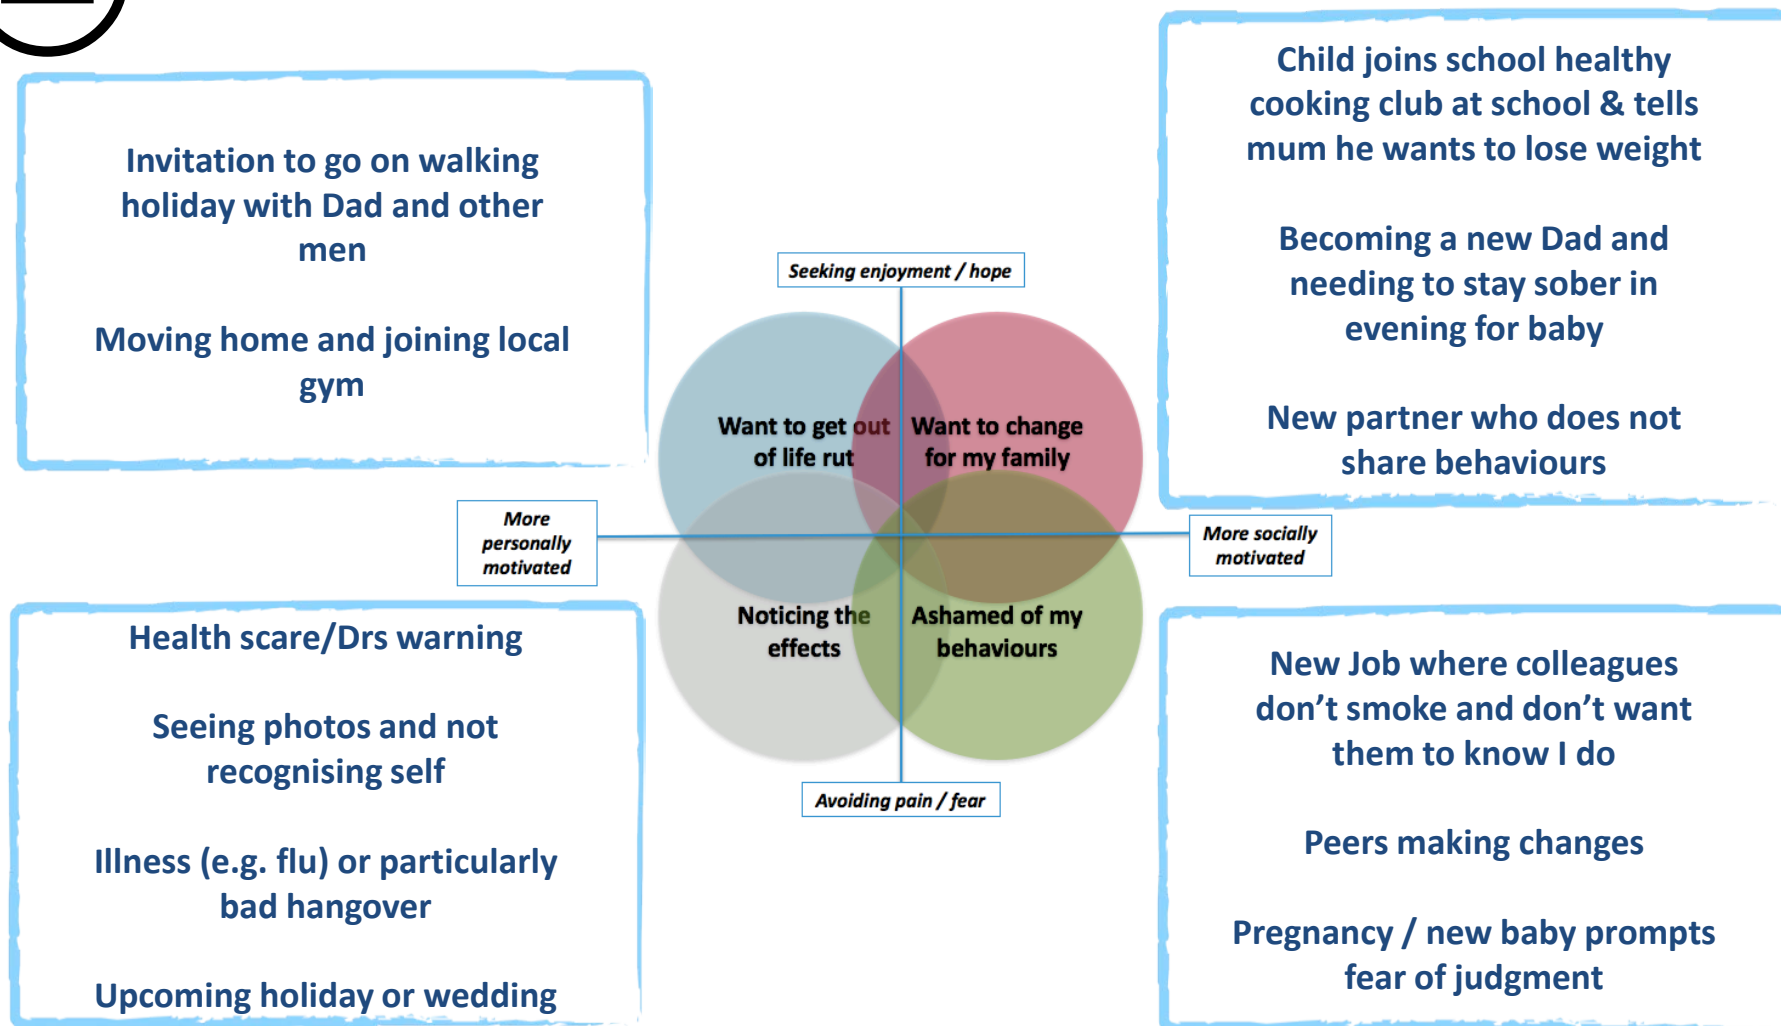 Invitation to go on walking
holiday with Dad and other
men
Moving home and joining local
gym
Child joins school healthy
cooking club at school & tells
mum he wants to lose weight
Becoming a new Dad and
needing to stay sober in
evening for baby
New partner who does not
share behaviours
Seeking enjoyment / hope
Want to get out
of life rut
Want to change
for my family
More
personally
motivated
More socially
motivated
Noticing the
effects
Ashamed of my
behaviours
Avoiding pain / fear
Health scare/Drs warning
Seeing photos and not
recognising self
Illness (e.g. flu) or particularly
bad hangover
Upcoming holiday or wedding
New Job where colleagues
don’t smoke and don’t want
them to know I do
Peers making changes
Pregnancy / new baby prompts
fear of judgment